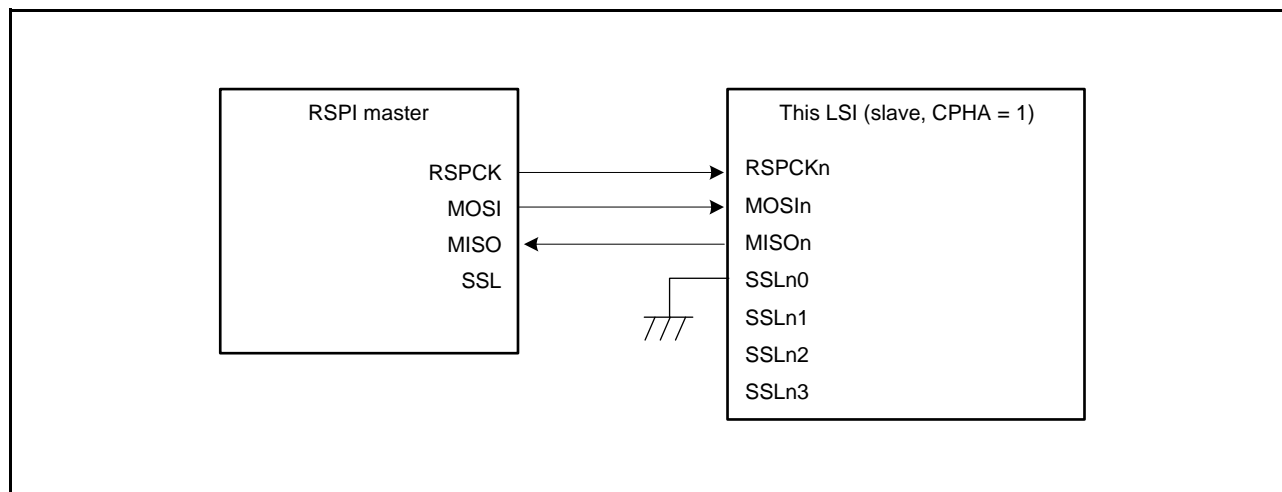 RSPI master
RSPCK
MOSI
MISO
SSL
This LSI (slave, CPHA = 1)
RSPCKn
MOSIn
MISOn
SSLn0
SSLn1
SSLn2
SSLn3